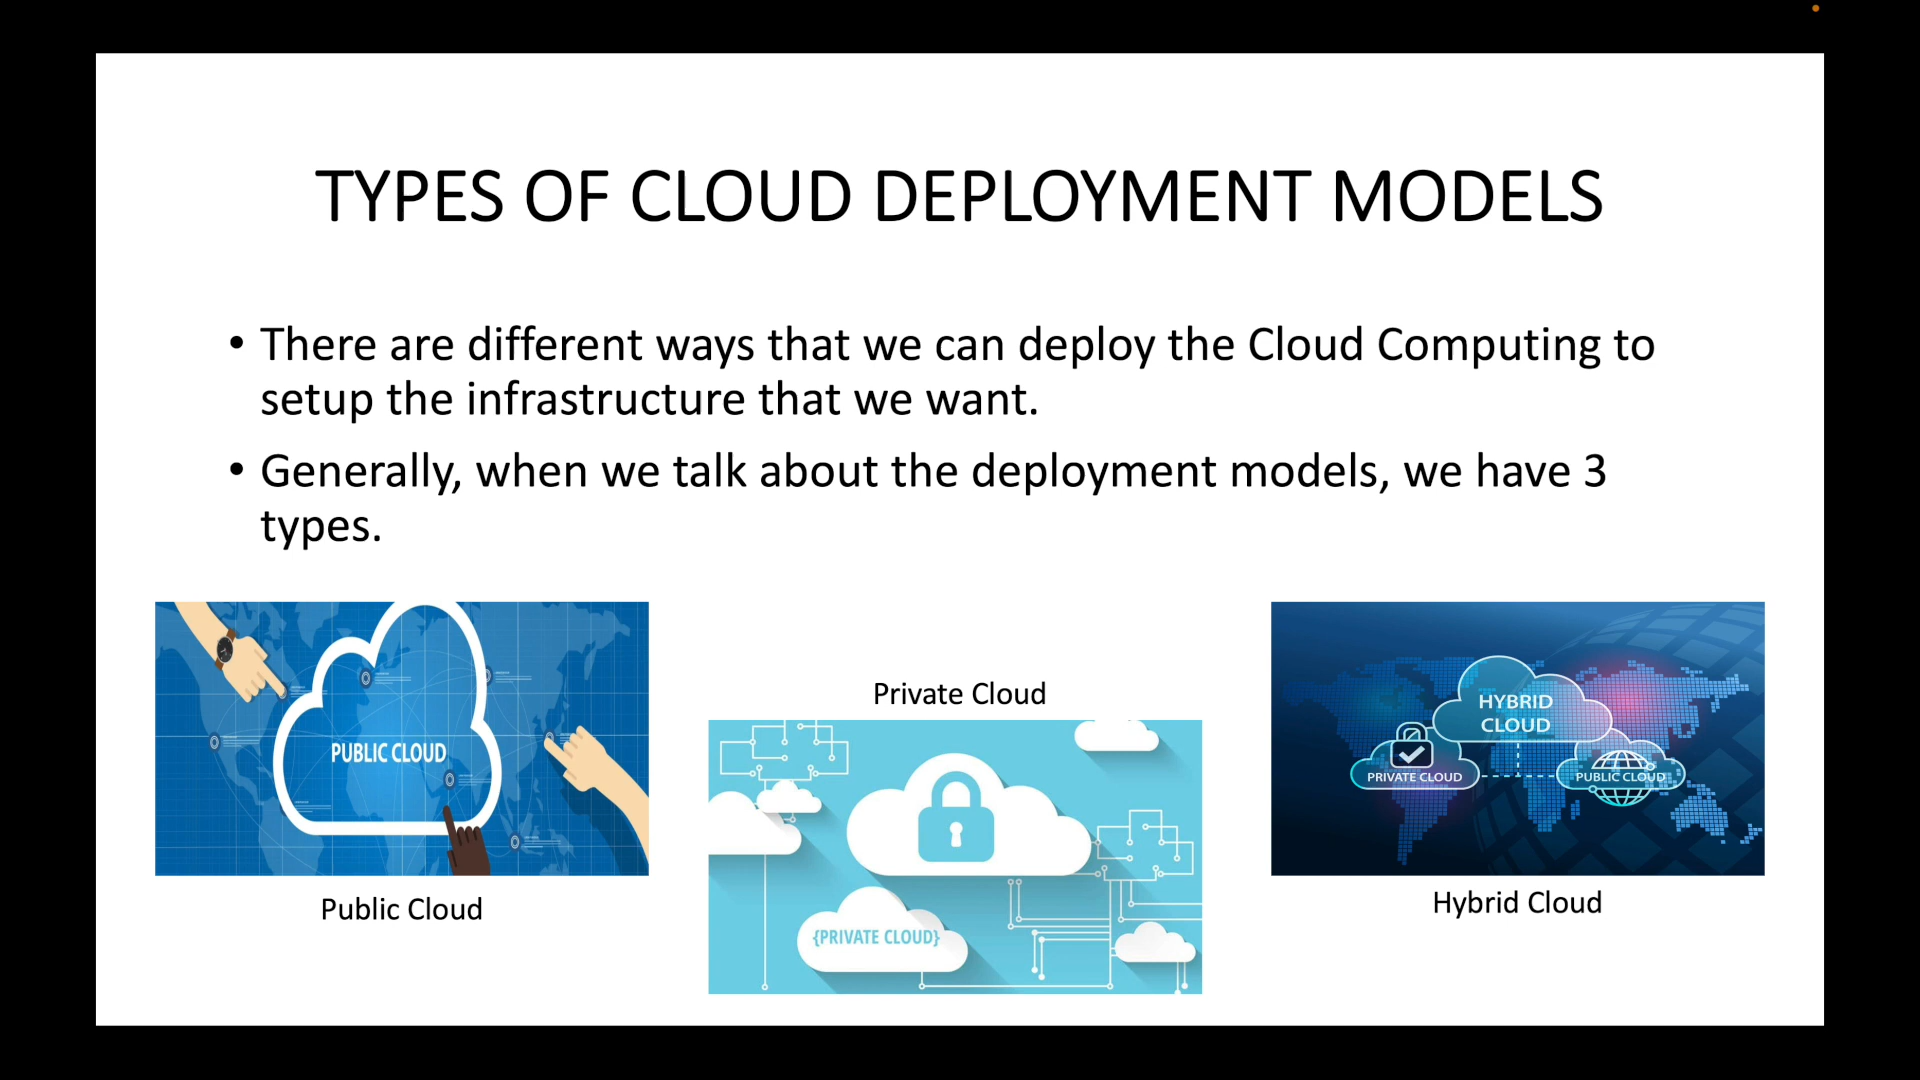 TYPES OF CLOUD DEPLOYMENT MODELS
• There are different ways that we can deploy the Cloud Computing to
setup the infrastructure that we want.
• Generally, when we talk about the deployment models, we have 3
types.
PUBLIC CLOUD
Public Cloud
Private Cloud
{PRIVATE CLOUD}
HYBRID
CLOUD
PRIVATE CLOUD
PUBLIC CLOUD
Hybrid Cloud